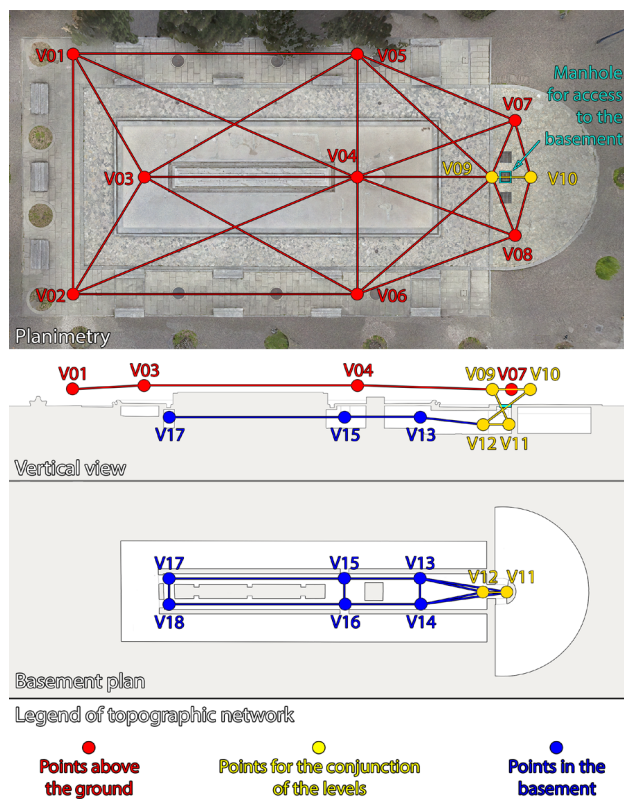 V01
V05
Manhole
for access
to the
basement
V07
V03
V04
V09
V10
V08
V02
V06
Planimetry
V01
V03
V04
V09
V07
V10
V17
V15
V13
V12
V11
Vertical view
V17
V15
V13
V12
V11
V18
V16
V14
Basement plan
Legend of topographic network
Points above
the ground
Points for the conjunction
of the levels
Points in the
basement